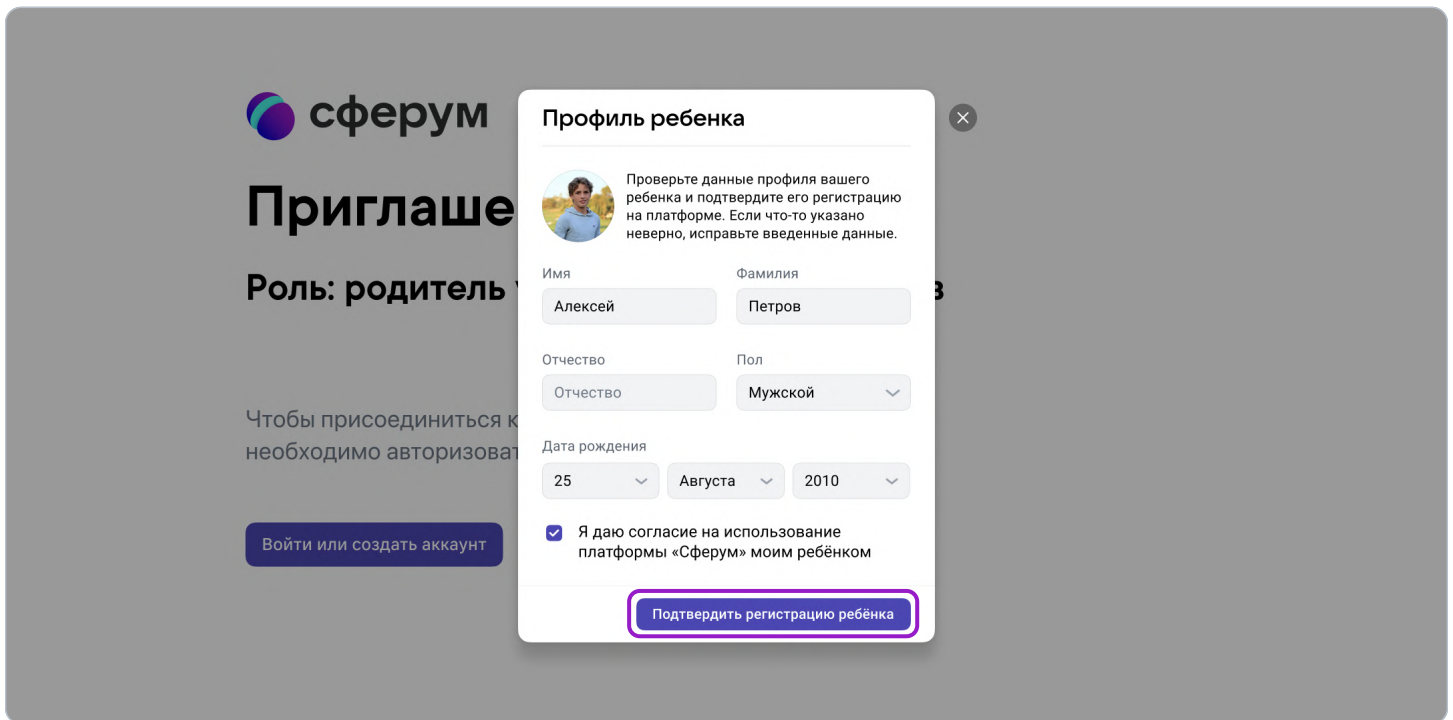 сферум
Приглаше
Роль: родитель
в
Чтобы присоединиться к
необходимо авторизоват
Войти или создать аккаунт
Профиль ребенка
Проверьте данные профиля вашего
ребенка и подтвердите его регистрацию
на платформе. Если что-то указано
неверно, исправьте введенные данные.
Имя
Фамилия
Алексей
Петров
Отчество
Пол
Отчество
Мужской
Дата рождения
25
Августа
2010
Я даю согласие на использование
платформы «Сферум» моим ребёнком
Подтвердить регистрацию ребёнка